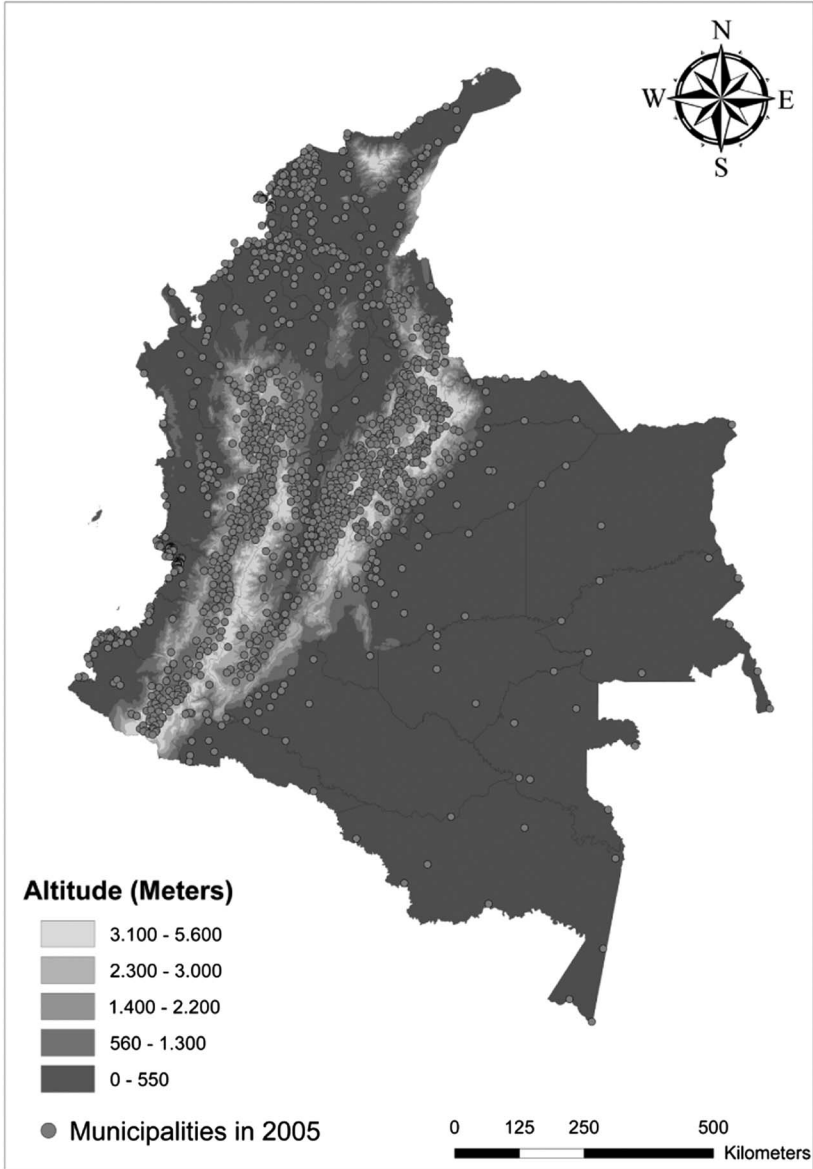 N
W E
S
Altitude (Meters)
3.100 - 5.600
2.300 - 3.000
1.400 - 2.200
560 - 1.300
0 - 550
Municipalities in 2005
0 125 250 500
Kilometers